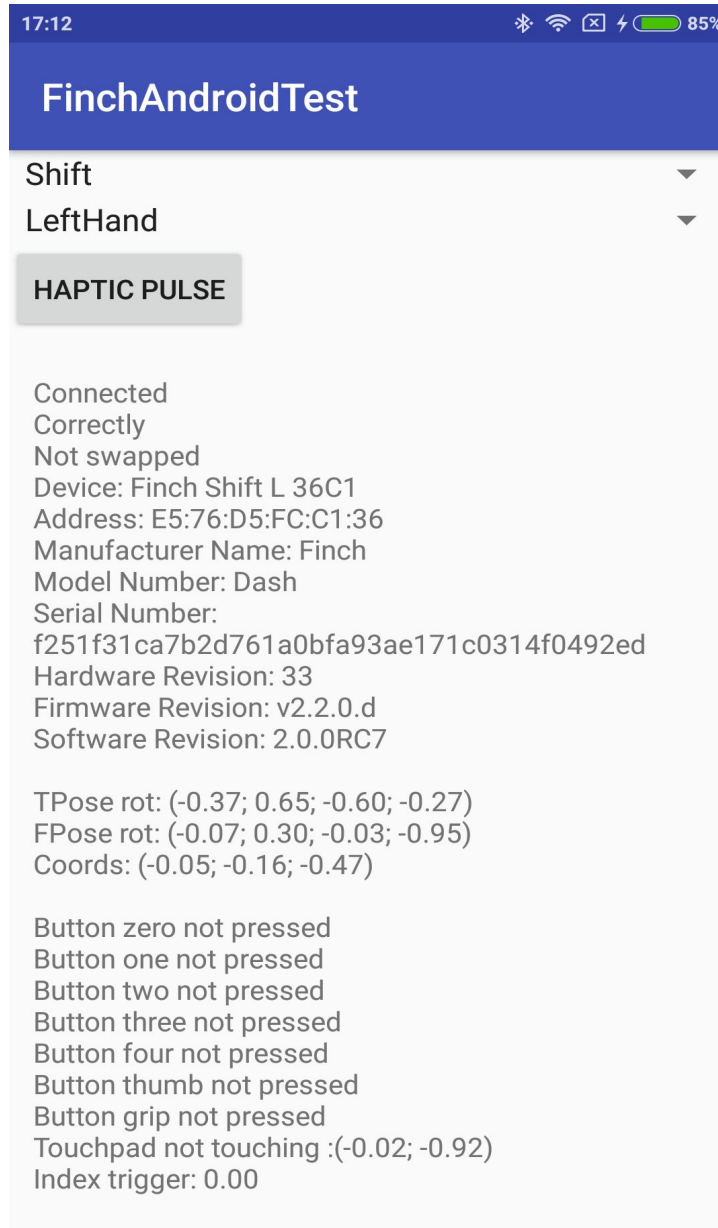 17:12 85%
FinchAndroidTest
Shift
LeftHand
HAPTIC PULSE
Connected
Correctly
Not swapped
Device: Finch Shift L 36C1
Address: E5:76:D5:FC:C1:36
Manufacturer Name: Finch
Model Number: Dash
Serial Number:
f251f31ca7b2d761a0bfa93ae171c0314f0492ed
Hardware Revision: 33
Firmware Revision: v2.2.0.d
Software Revision: 2.0.0RC7
TPose rot: (-0.37; 0.65; -0.60; -0.27)
FPose rot: (-0.07; 0.30; -0.03; -0.95)
Coords: (-0.05; -0.16; -0.47)
Button zero not pressed
Button one not pressed
Button two not pressed
Button three not pressed
Button four not pressed
Button thumb not pressed
Button grip not pressed
Touchpad not touching :(-0.02; -0.92)
Index trigger: 0.00